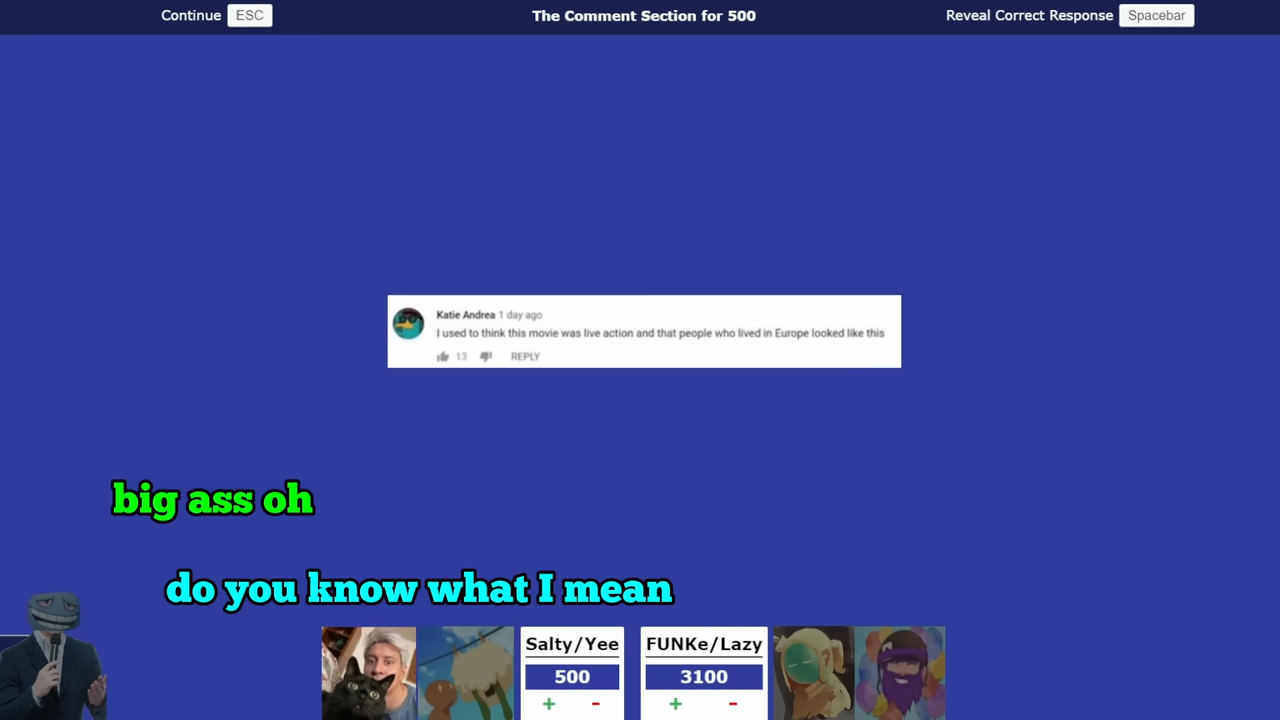 Continue ESC
The Comment Section for 500
Reveal Correct Response Spacebar
Katie Andrea 1 day ago
I used to think this movie was live action and that people who lived in Europe looked like this
13 REPLY
big ass oh
do you know what I mean
Salty/Yee
500
+ -
FUNKe/Lazy
3100
+ -